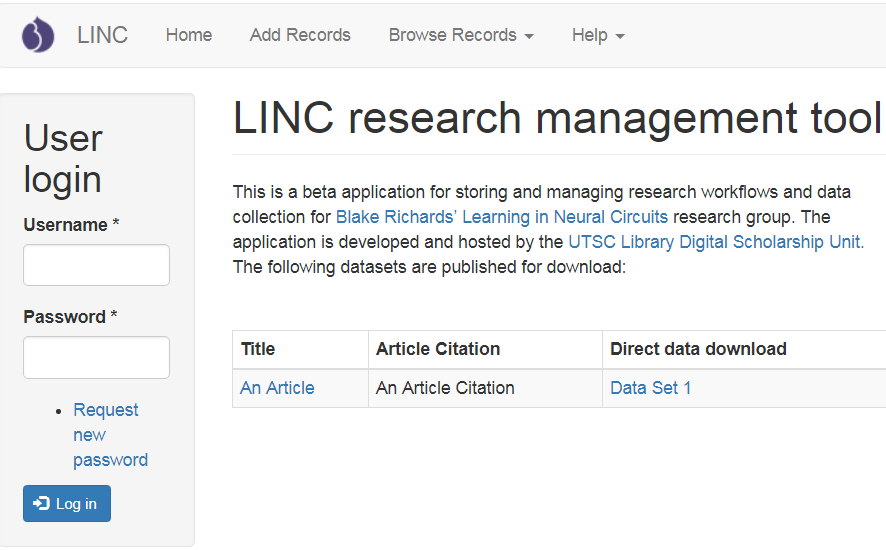 LINC Home Add Records Browse Records Help
User
login
Username *
Password *
Request
new
password
Log in
LINC research management tool
This is a beta application for storing and managing research workflows and data
collection for Blake Richards’ Learning in Neural Circuits research group. The
application is developed and hosted by the UTSC Library Digital Scholarship Unit.
The following datasets are published for download:
Title Article Citation Direct data download
An Article An Article Citation Data Set 1